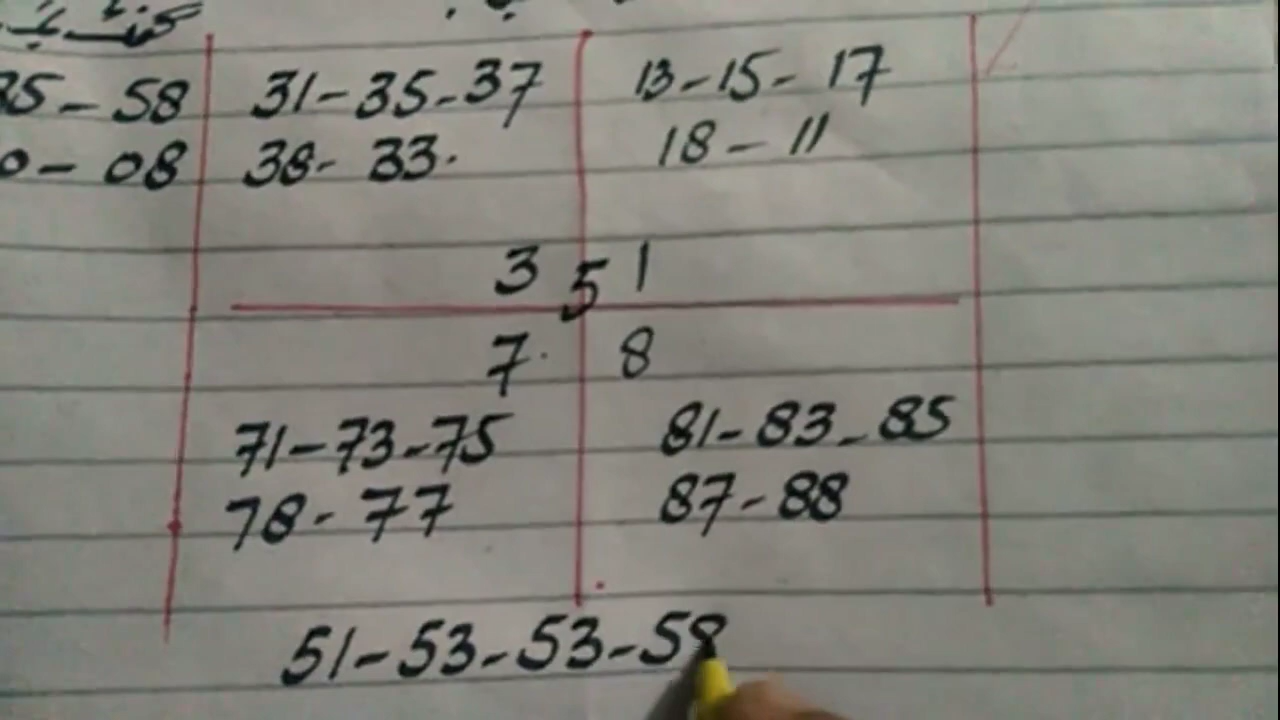 35-58 31-35-37 13-15-17
0-08 38-33. 18-11
3 5 1
7. 8
71-73-75 81-83-85
78-77 87-88
51-53-53-58